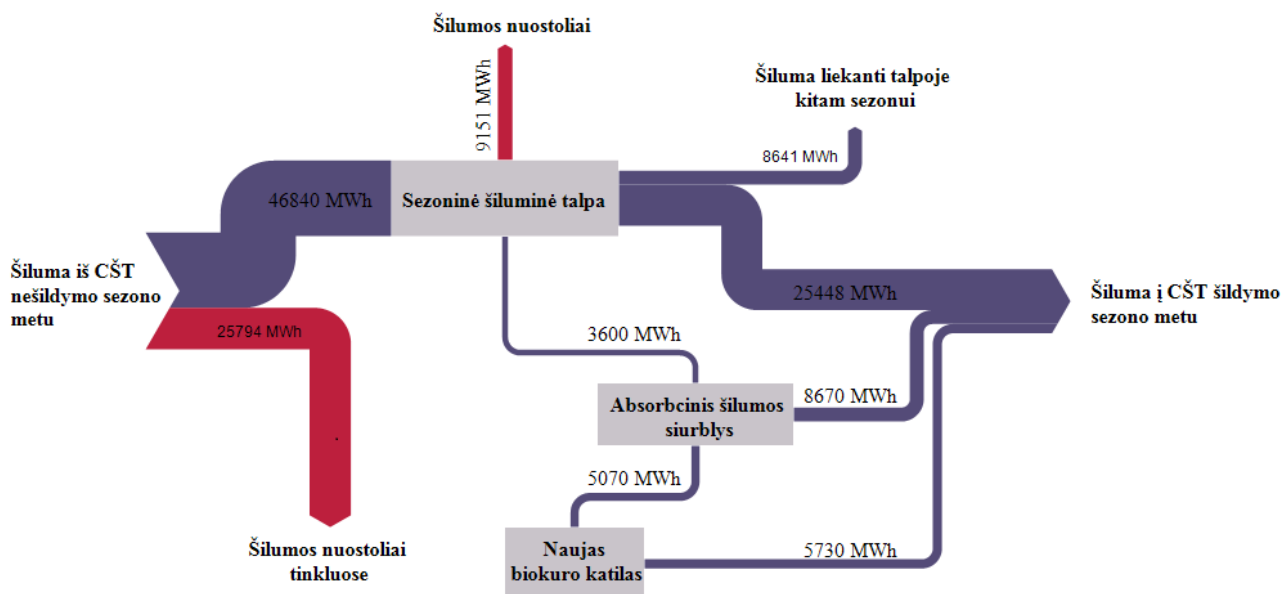 Šilumos nuostoliai
9151 MWh
Šiluma liekanti talpoje
kitam sezonui
8641 MWh
46840 MWh
Sezoninė šiluminė talpa
Šiluma iš CŠT
nešildymo sezono
metu
25794 MWh
25448 MWh
Šiluma į CŠT šildymo
sezono metu
3600 MWh
Absorbcinis šilumos
siurblys
8670 MWh
5070 MWh
Šilumos nuostoliai
tinkluose
Naujas
biokuro katilas
5730 MWh